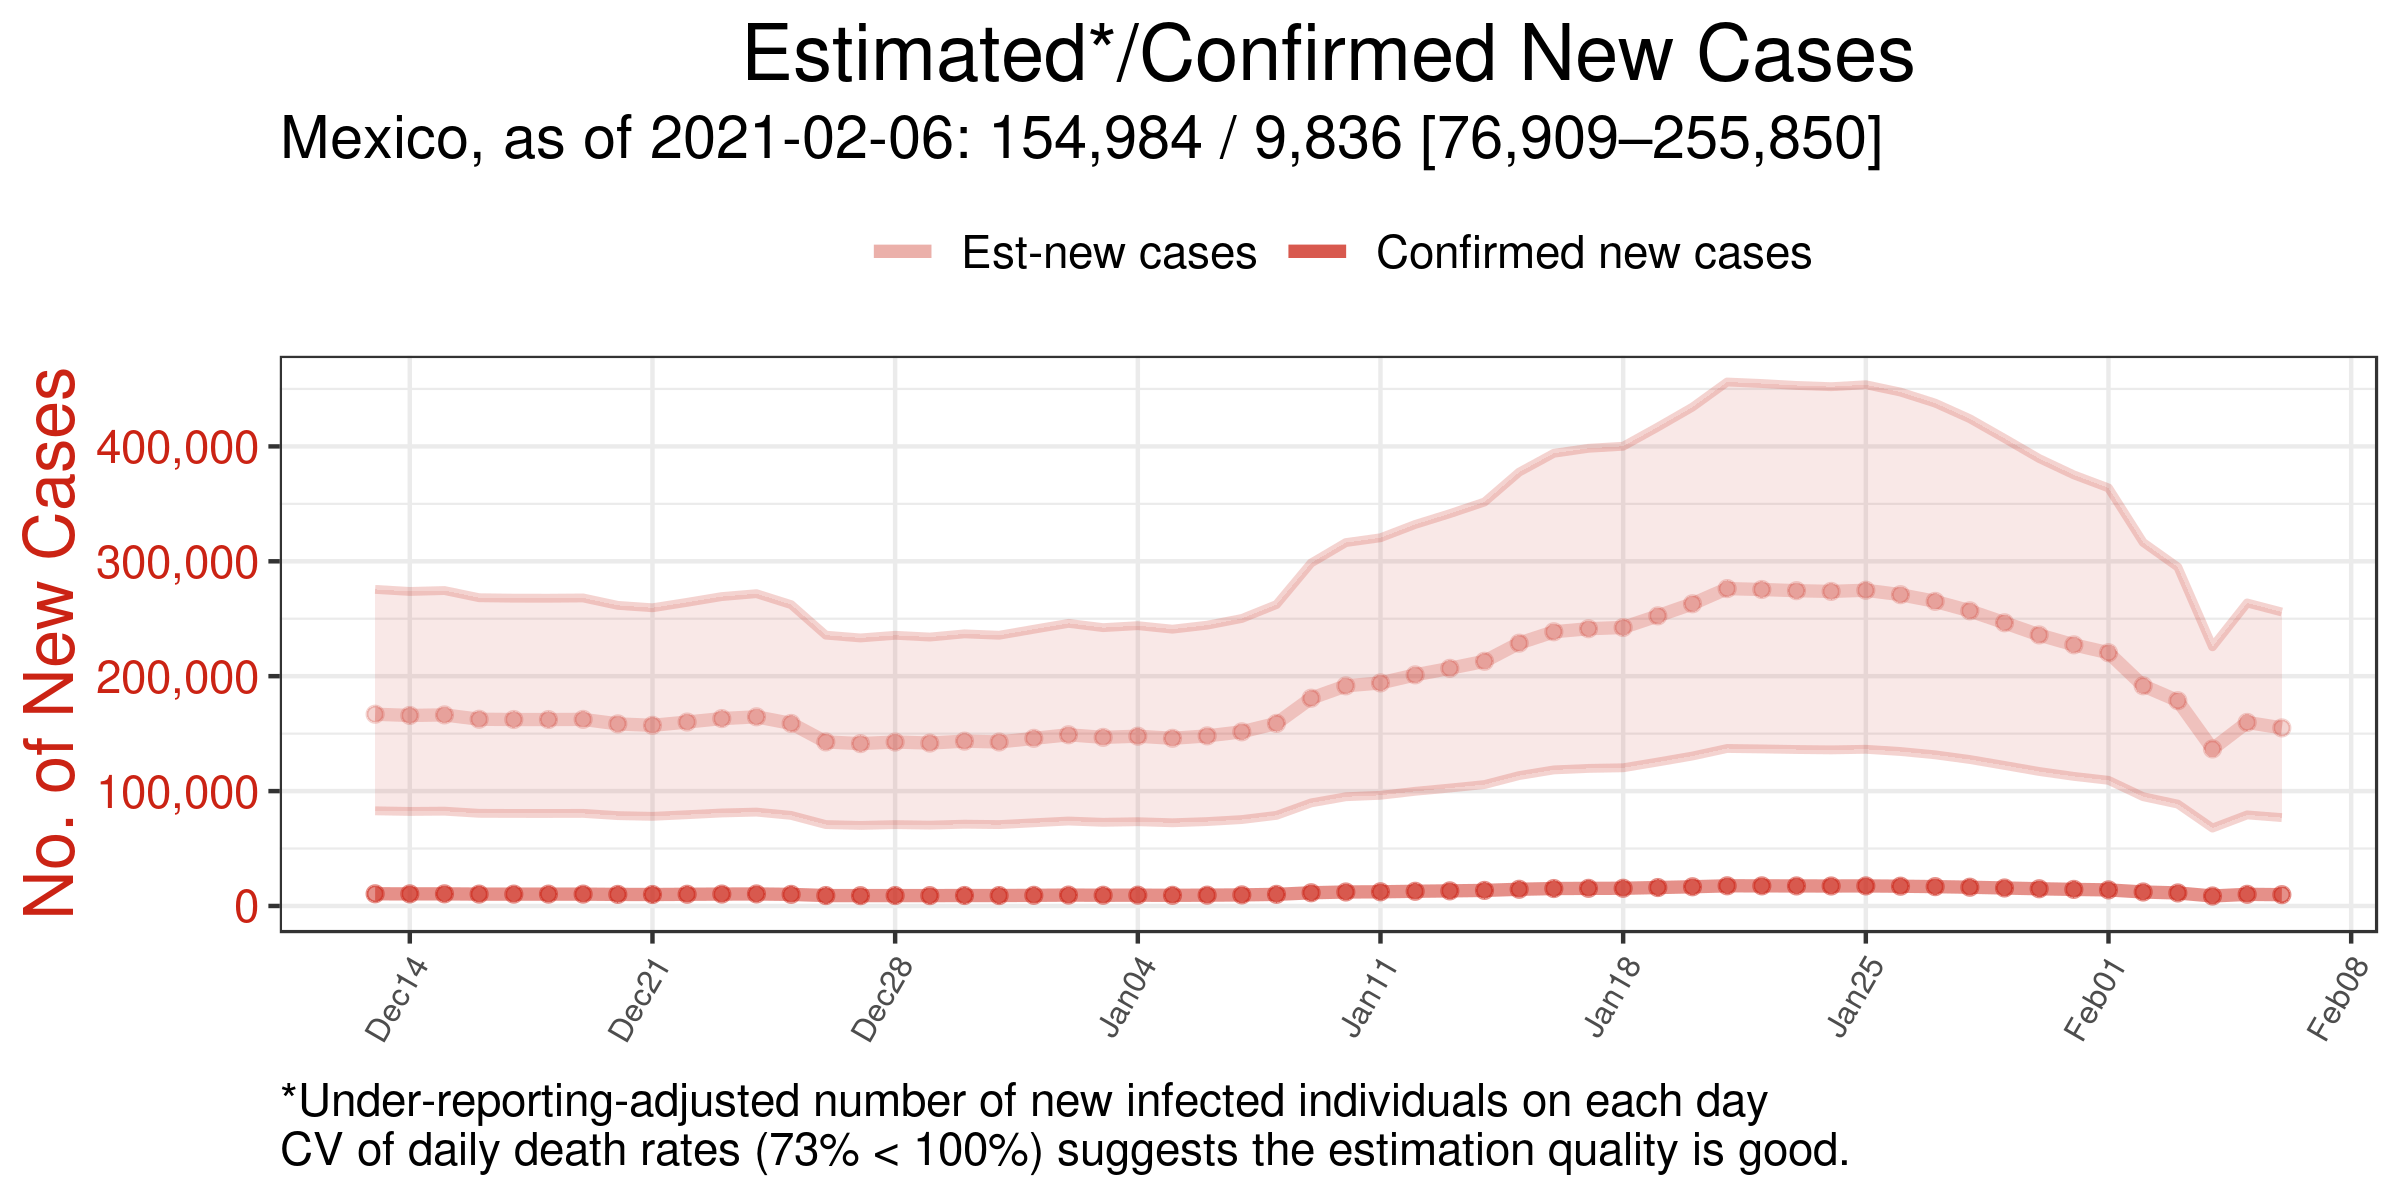 Estimated*/Confirmed New Cases
Mexico, as of 2021-02-06: 154,984 / 9,836 [76,909–255,850]
Est-new cases Confirmed new cases
No. of New Cases
400,000
300,000
200,000
100,000
0
Dec14 Dec21 Dec28 Jan04 Jan11 Jan18 Jan25 Feb01 Feb08
*Under-reporting-adjusted number of new infected individuals on each day
CV of daily death rates (73% < 100%) suggests the estimation quality is good.